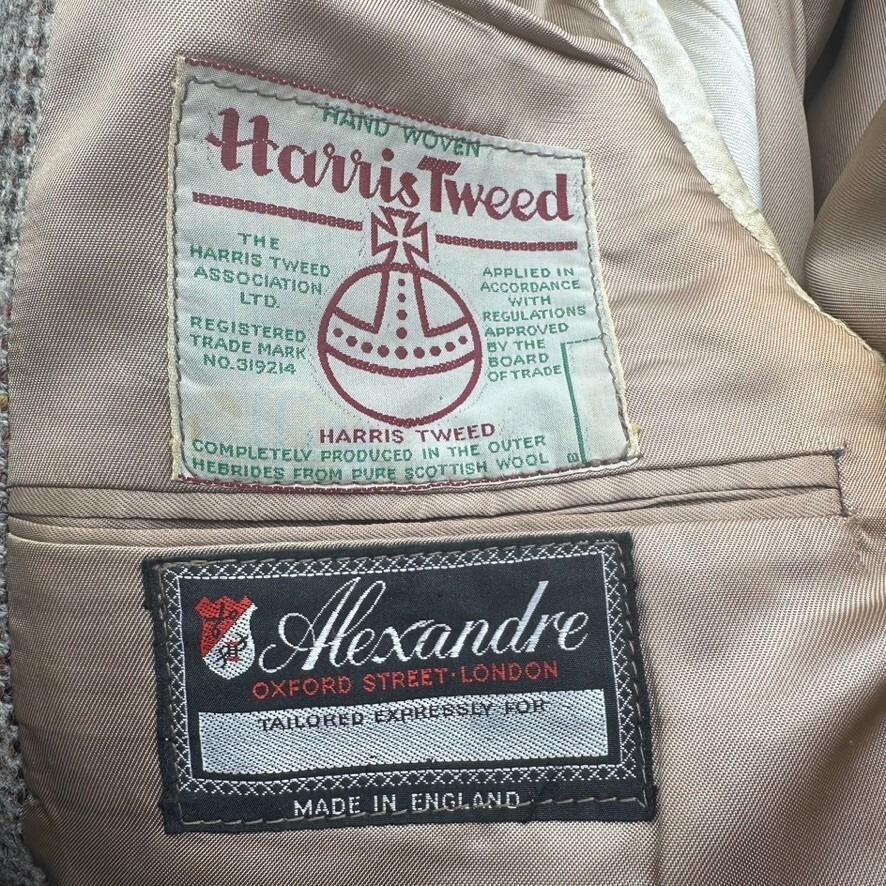 HAND WOVEN
Harris Tweed
THE
HARRIS TWEED
ASSOCIATION
LTD.
REGISTERED
TRADE MARK
NO.319214
APPLIED IN
ACCORDANCE
WITH
REGULATIONS
APPROVED
BY THE
BOARD
OF TRADE
HARRIS TWEED
COMPLETELY PRODUCED IN THE OUTER
HEBRIDES FROM PURE SCOTTISH WOOL
Alexandre
OXFORD STREET·LONDON
TAILORED EXPRESSLY FOR
MADE IN ENGLAND